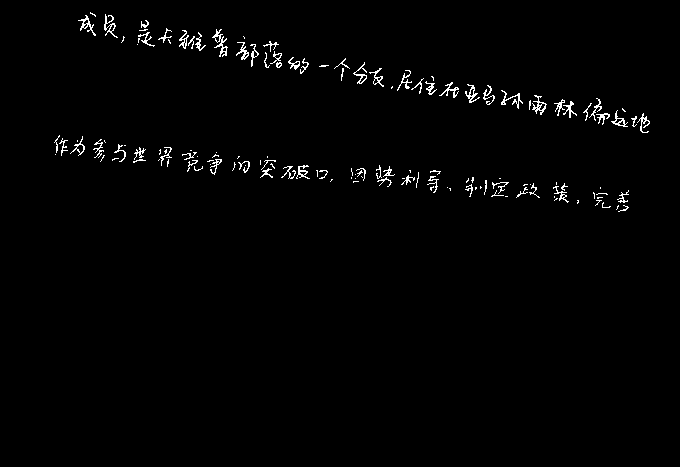 成员,是卡雅普部落的一个分支,居住在亚马孙雨林偏远地
作为参与世界竞争的突破口,因势利导、制定政策,完善